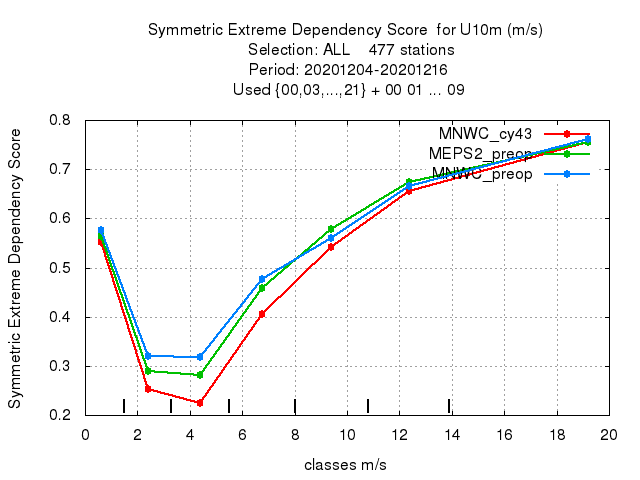 Symmetric Extreme Dependency Score for U10m (m/s)
Selection: ALL 477 stations
Period: 20201204-20201216
Used {00,03,...,21} + 00 01 ... 09
Symmetric Extreme Dependency Score
0.8
0.7
0.6
0.5
0.4
0.3
0.2
MNWC_cy43
MEPS2_preop
MNWC_preop
0 2 4 6 8 10 12 14 16 18 20
classes m/s